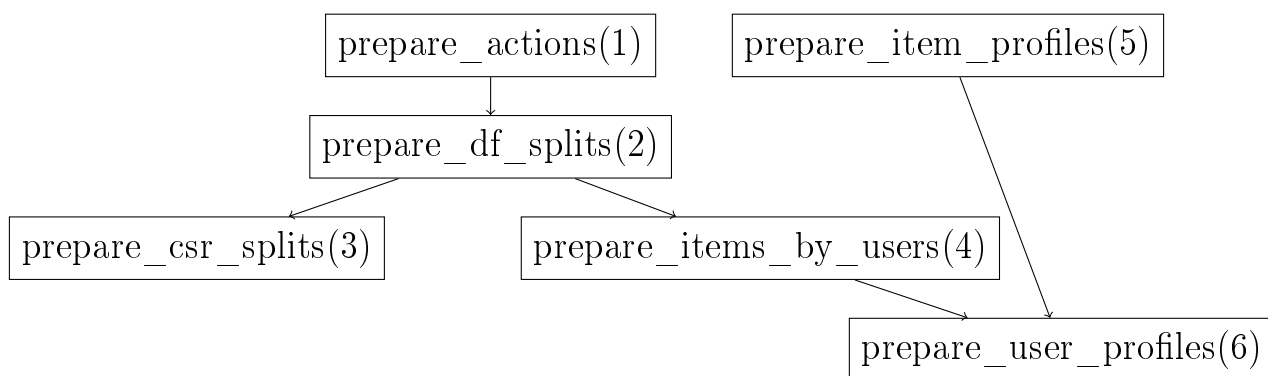 prepare_actions(1)
prepare_item_profiles(5)
prepare_df_splits(2)
prepare_csr_splits(3)
prepare_items_by_users(4)
prepare_user_profiles(6)